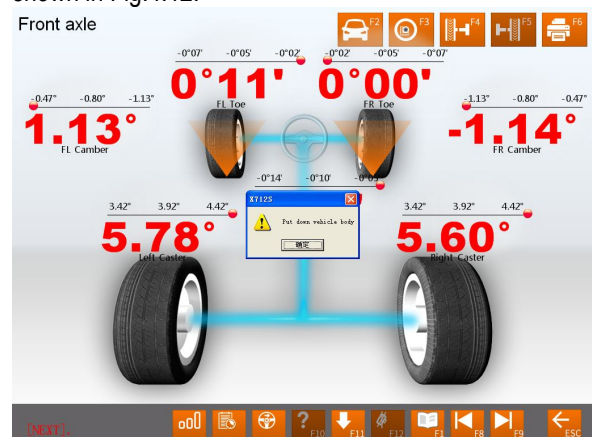 shown in Fig.4.12.
Front axle
F2 F3 F4 F5 F6
-0°07' -0°05' -0°02' -0°02' -0°05' -0°07'
0°11' 0°00'
FL Toe FR Toe
-0.47° -0.80° -1.13° -1.13° -0.80° -0.47°
1.13° -1.14°
FL Camber FR Camber
-0°14' -0°10' -0°05'
X712S
Put down vehicle body
确定
3.42° 3.92° 4.42° 3.42° 3.92° 4.42°
5.78° 5.60°
Left Caster Right Caster
[NEXT].
F10 F11 F12 F1 F8 F9 ESC